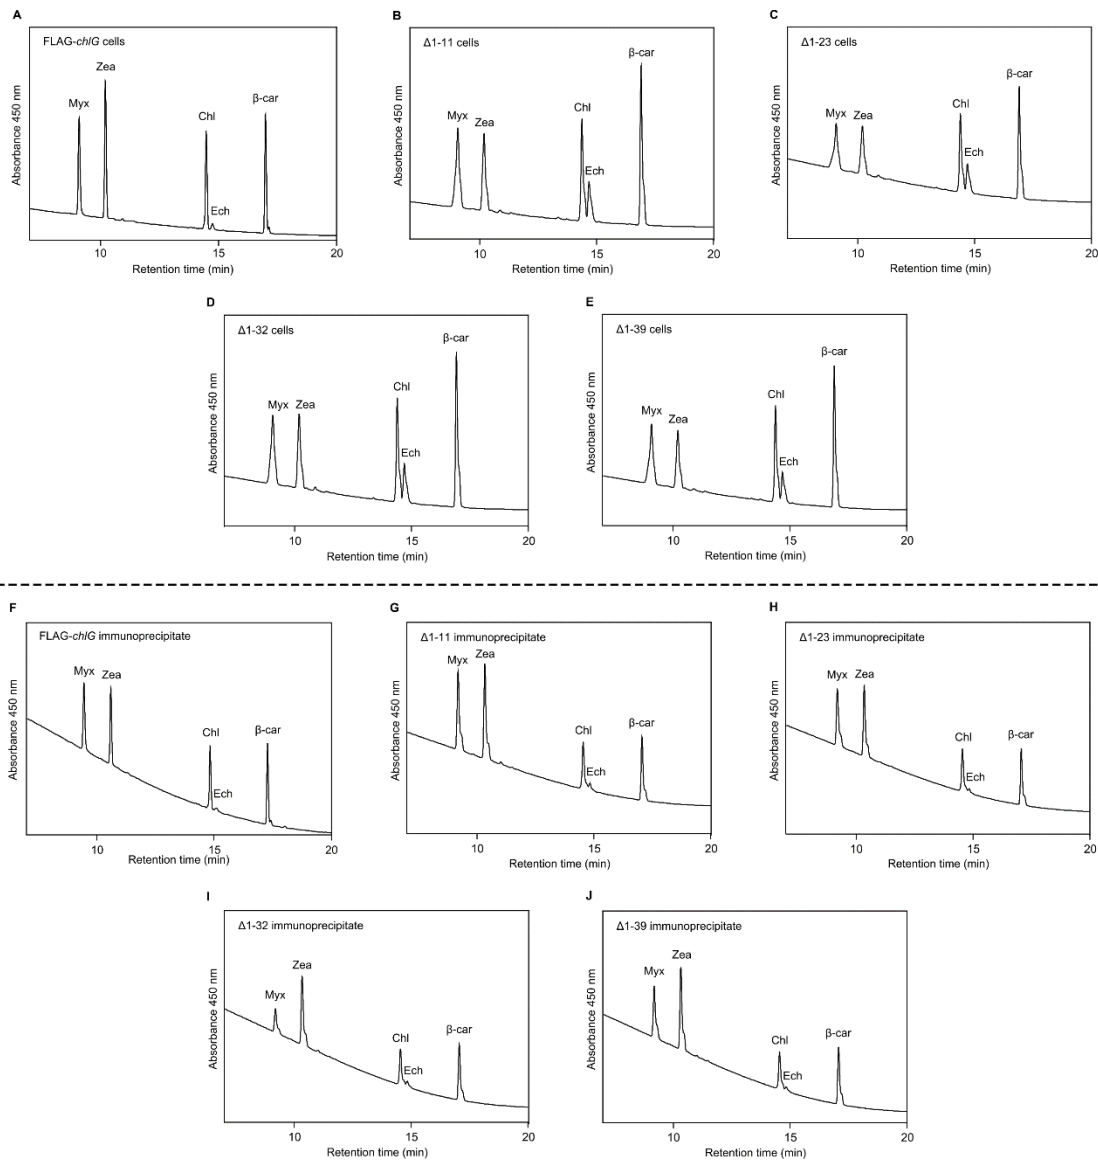 A
FLAG-chlG cells
Absorbance 450 nm
Myx
Zea
Chl
Ech
β-car
10
15
20
Retention time (min)
B
Δ1-11 cells
Absorbance 450 nm
Myx
Zea
Chl
Ech
β-car
10
15
20
Retention time (min)
C
Δ1-23 cells
Absorbance 450 nm
Myx
Zea
Chl
Ech
β-car
10
15
20
Retention time (min)
D
Δ1-32 cells
Absorbance 450 nm
Myx
Zea
Chl
Ech
β-car
10
15
20
Retention time (min)
E
Δ1-39 cells
Absorbance 450 nm
Myx
Zea
Chl
Ech
β-car
10
15
20
Retention time (min)
F
FLAG-chlG immunoprecipitate
Absorbance 450 nm
Myx
Zea
Chl
Ech
β-car
10
15
20
Retention time (min)
G
Δ1-11 immunoprecipitate
Absorbance 450 nm
Myx
Zea
Chl
Ech
β-car
10
15
20
Retention time (min)
H
Δ1-23 immunoprecipitate
Absorbance 450 nm
Myx
Zea
Chl
Ech
β-car
10
15
20
Retention time (min)
I
Δ1-32 immunoprecipitate
Absorbance 450 nm
Myx
Zea
Chl
Ech
β-car
10
15
20
Retention time (min)
J
Δ1-39 immunoprecipitate
Absorbance 450 nm
Myx
Zea
Chl
Ech
β-car
10
15
20
Retention time (min)